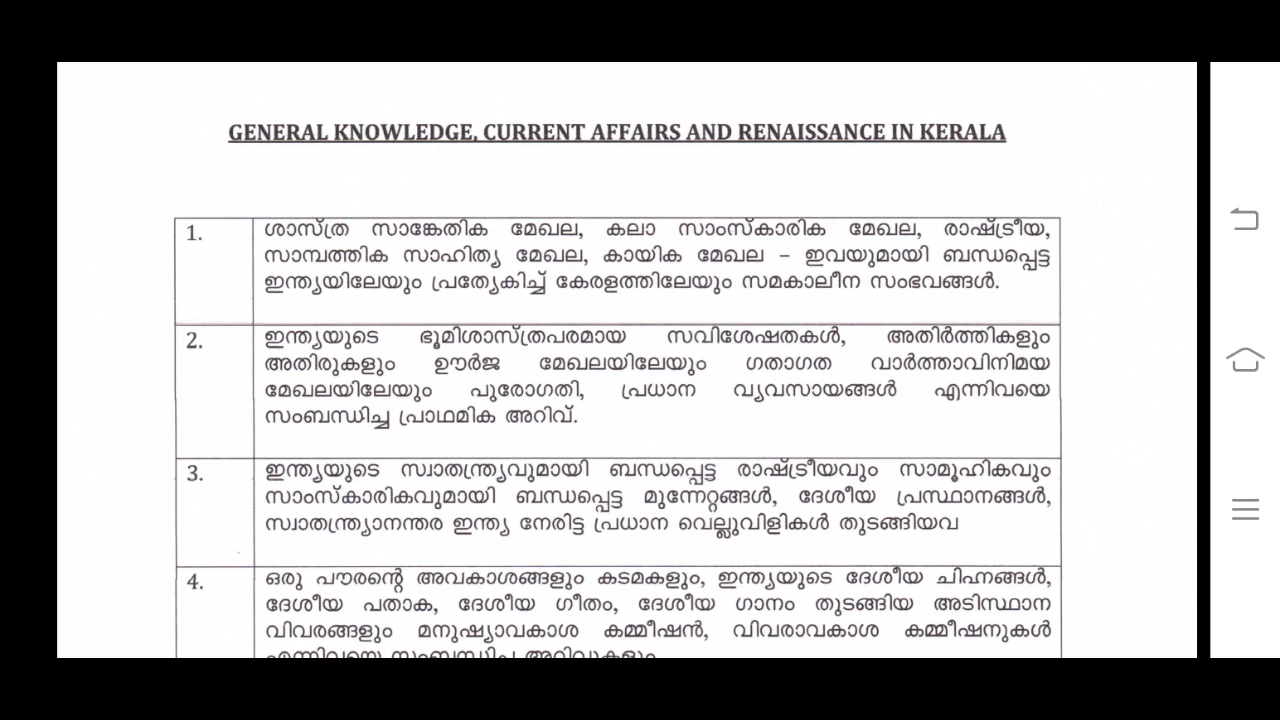 GENERAL KNOWLEDGE, CURRENT AFFAIRS AND RENAISSANCE IN KERALA
1.
ശാസ്ത്ര സാങ്കേതിക മേഖല, കലാ സാംസ്കാരിക മേഖല, രാഷ്ട്രീയ,
സാമ്പത്തിക സാഹിത്യ മേഖല, കായിക മേഖല – ഇവയുമായി ബന്ധപ്പെട്ട
ഇന്ത്യയിലേയും പ്രത്യേകിച്ച് കേരളത്തിലേയും സമകാലീന സംഭവങ്ങൾ.
2.
ഇന്ത്യയുടെ ഭൂമിശാസ്ത്രപരമായ സവിശേഷതകൾ, അതിർത്തികളും
അതിരുകളും ഊർജ മേഖലയിലേയും ഗതാഗത വാർത്താവിനിമയ
മേഖലയിലേയും പുരോഗതി, പ്രധാന വ്യവസായങ്ങൾ എന്നിവയെ
സംബന്ധിച്ച പ്രാഥമിക അറിവ്.
3.
ഇന്ത്യയുടെ സ്വാതന്ത്ര്യവുമായി ബന്ധപ്പെട്ട രാഷ്ട്രീയവും സാമൂഹികവും
സാംസ്കാരികവുമായി ബന്ധപ്പെട്ട മുന്നേറ്റങ്ങൾ, ദേശീയ പ്രസ്ഥാനങ്ങൾ,
സ്വാതന്ത്ര്യാനന്തര ഇന്ത്യ നേരിട്ട പ്രധാന വെല്ലുവിളികൾ തുടങ്ങിയവ
4.
ഒരു പൗരന്റെ അവകാശങ്ങളും കടമകളും, ഇന്ത്യയുടെ ദേശീയ ചിഹ്നങ്ങൾ,
ദേശീയ പതാക, ദേശീയ ഗീതം, ദേശീയ ഗാനം തുടങ്ങിയ അടിസ്ഥാന
വിവരങ്ങളും മനുഷ്യാവകാശ കമ്മീഷൻ, വിവരാവകാശ കമ്മീഷനുകൾ
എന്നിവയെ സംബന്ധിച്ച അറിവുകളും